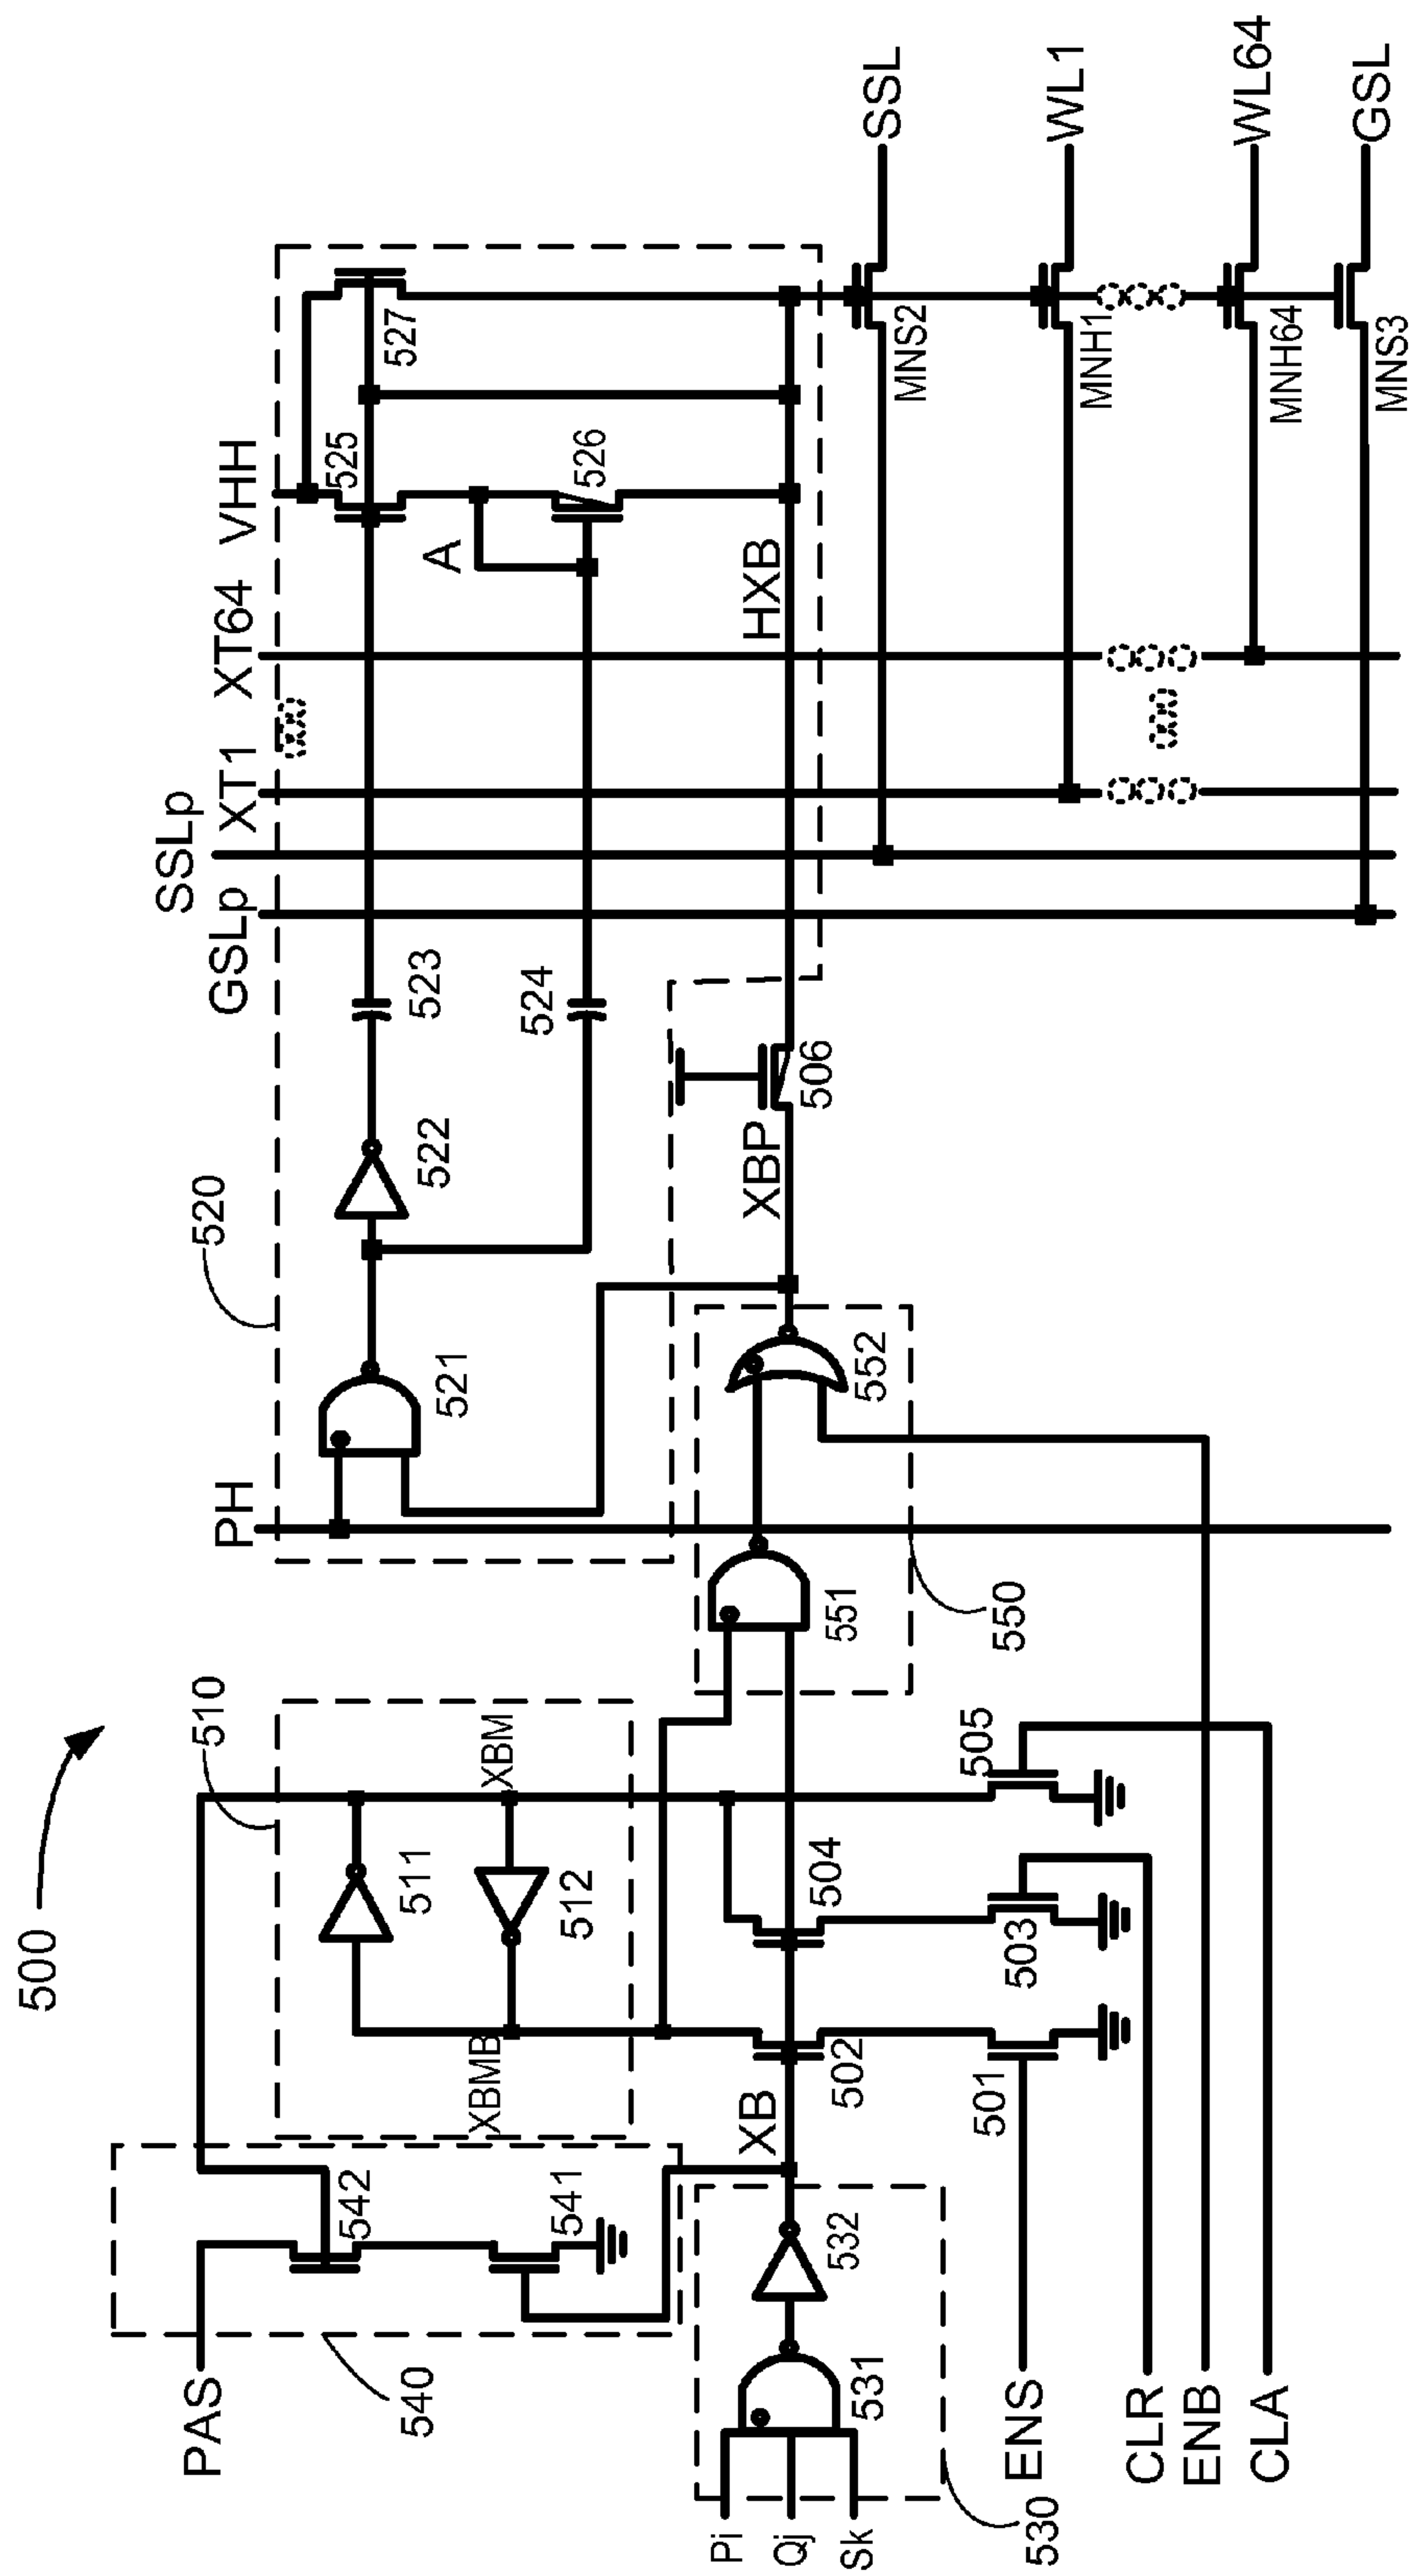 500
PAS
540
542
541
510
511
512
XBM
XBMB
520
PH
521
522
523
524
GSLp
SSLp
XT1
XT64
VHH
525
526
527
A
HXB
530
Pi
Qj
Sk
531
532
XB
502
504
501
503
505
ENS
CLR
ENB
CLA
550
551
552
XBP
506
MNS2
MNH1
MNH64
MNS3
SSL
WL1
WL64
GSL